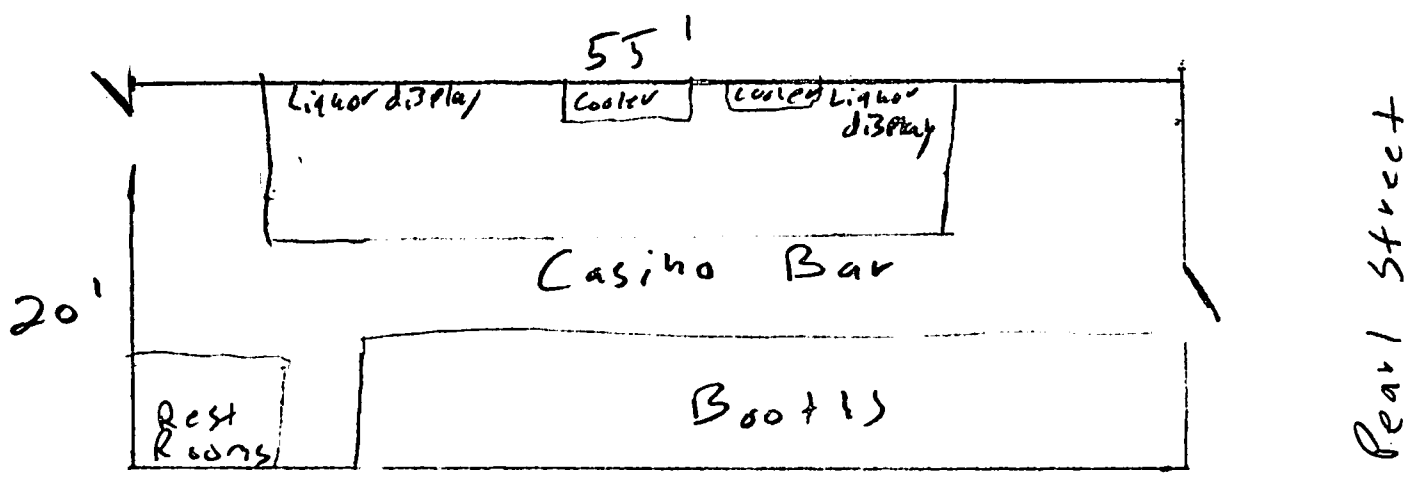 55'
Liquor display
Cooler
Cooler
Liquor
display
Casino Bar
20'
Rest
Rooms
Booths
Pearl Street